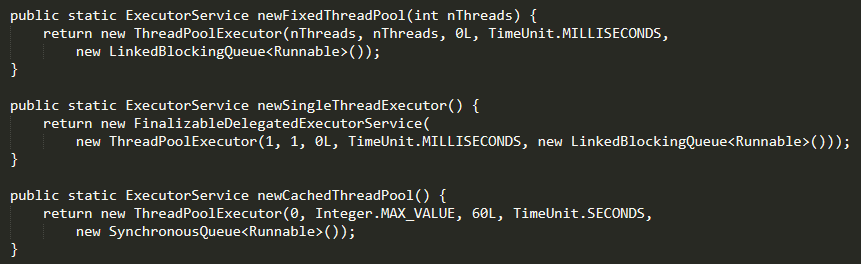 public static ExecutorService newFixedThreadPool(int nThreads) {
    return new ThreadPoolExecutor(nThreads, nThreads, 0L, TimeUnit.MILLISECONDS,
        new LinkedBlockingQueue<Runnable>());
}

public static ExecutorService newSingleThreadExecutor() {
    return new FinalizableDelegatedExecutorService(
        new ThreadPoolExecutor(1, 1, 0L, TimeUnit.MILLISECONDS, new LinkedBlockingQueue<Runnable>()));
}

public static ExecutorService newCachedThreadPool() {
    return new ThreadPoolExecutor(0, Integer.MAX_VALUE, 60L, TimeUnit.SECONDS,
        new SynchronousQueue<Runnable>());
}